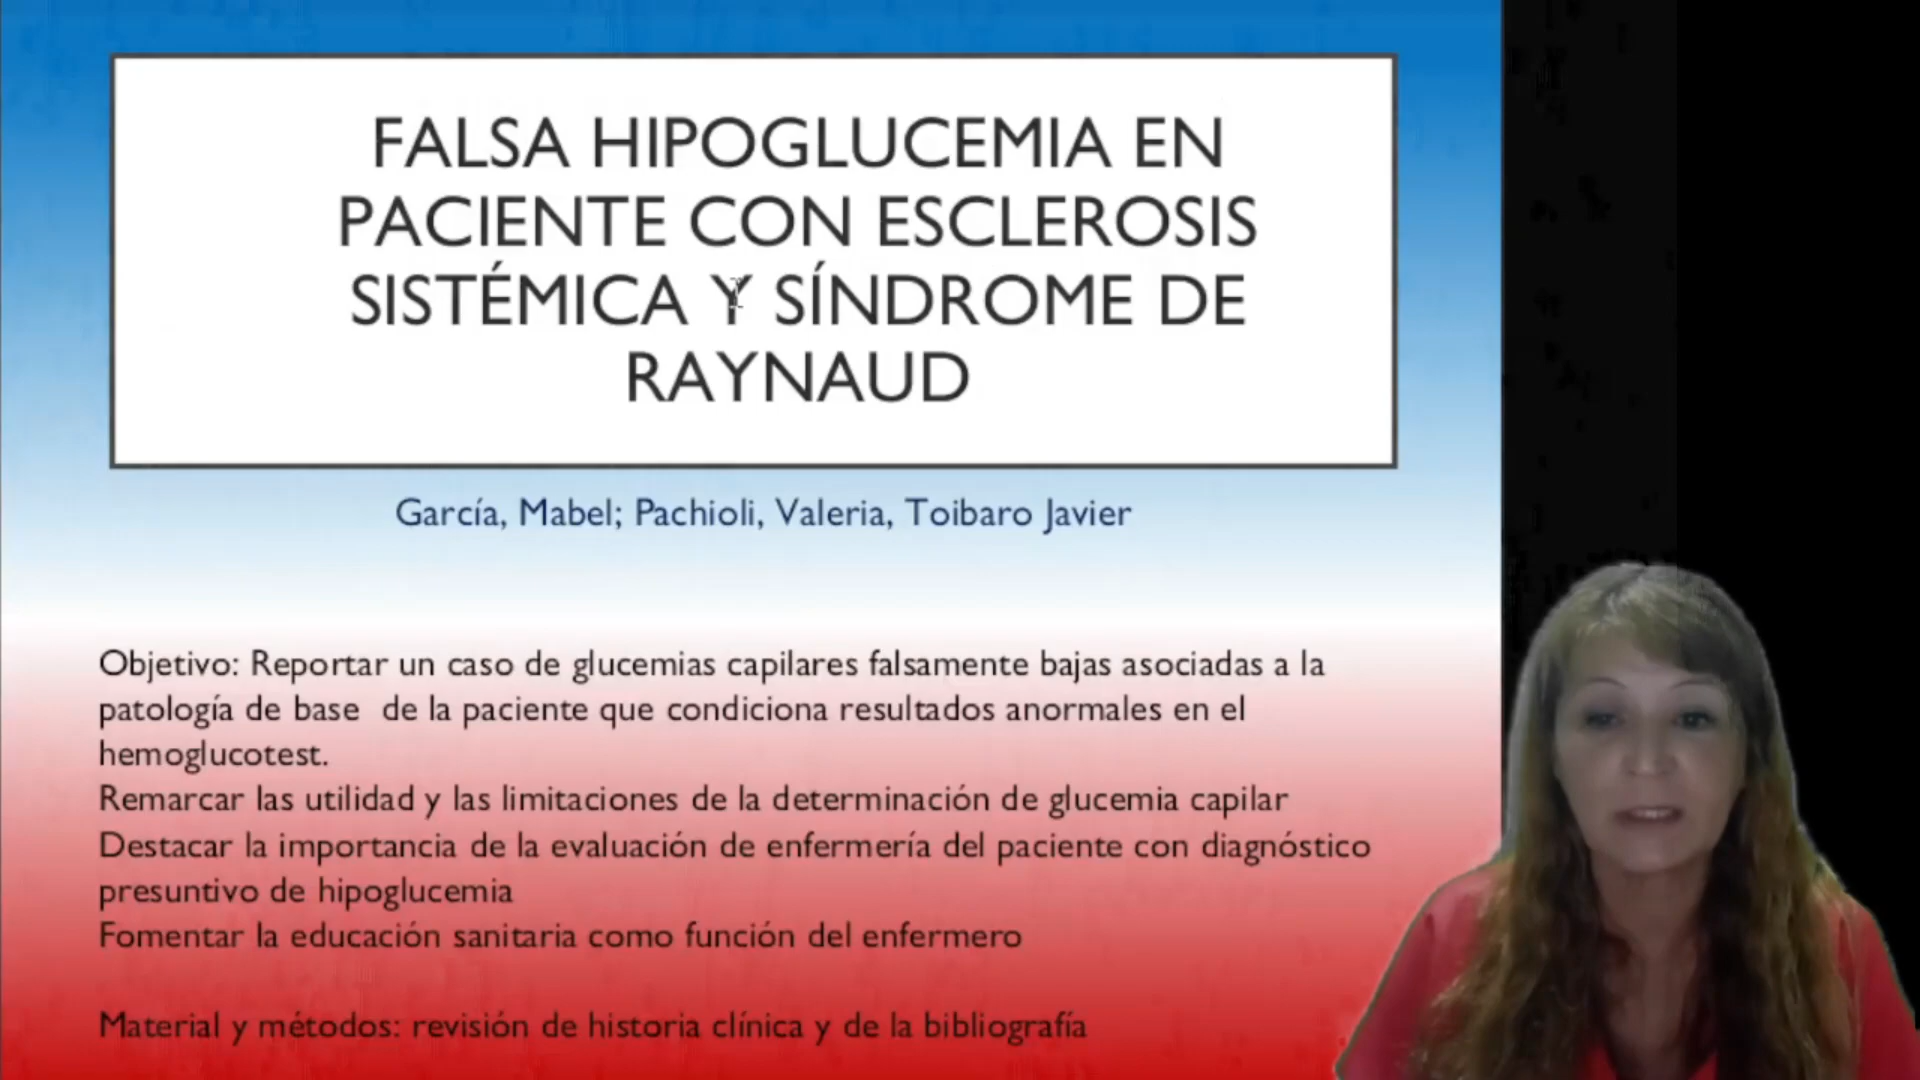 FALSA HIPOGLUCEMIA EN
PACIENTE CON ESCLEROSIS
SISTÉMICA Y SÍNDROME DE
RAYNAUD
García, Mabel; Pachioli, Valeria, Toibaro Javier
Objetivo: Reportar un caso de glucemias capilares falsamente bajas asociadas a la
patología de base de la paciente que condiciona resultados anormales en el
hemoglucotest.
Remarcar las utilidad y las limitaciones de la determinación de glucemia capilar
Destacar la importancia de la evaluación de enfermería del paciente con diagnóstico
presuntivo de hipoglucemia
Fomentar la educación sanitaria como función del enfermero
Material y métodos: revisión de historia clínica y de la bibliografía